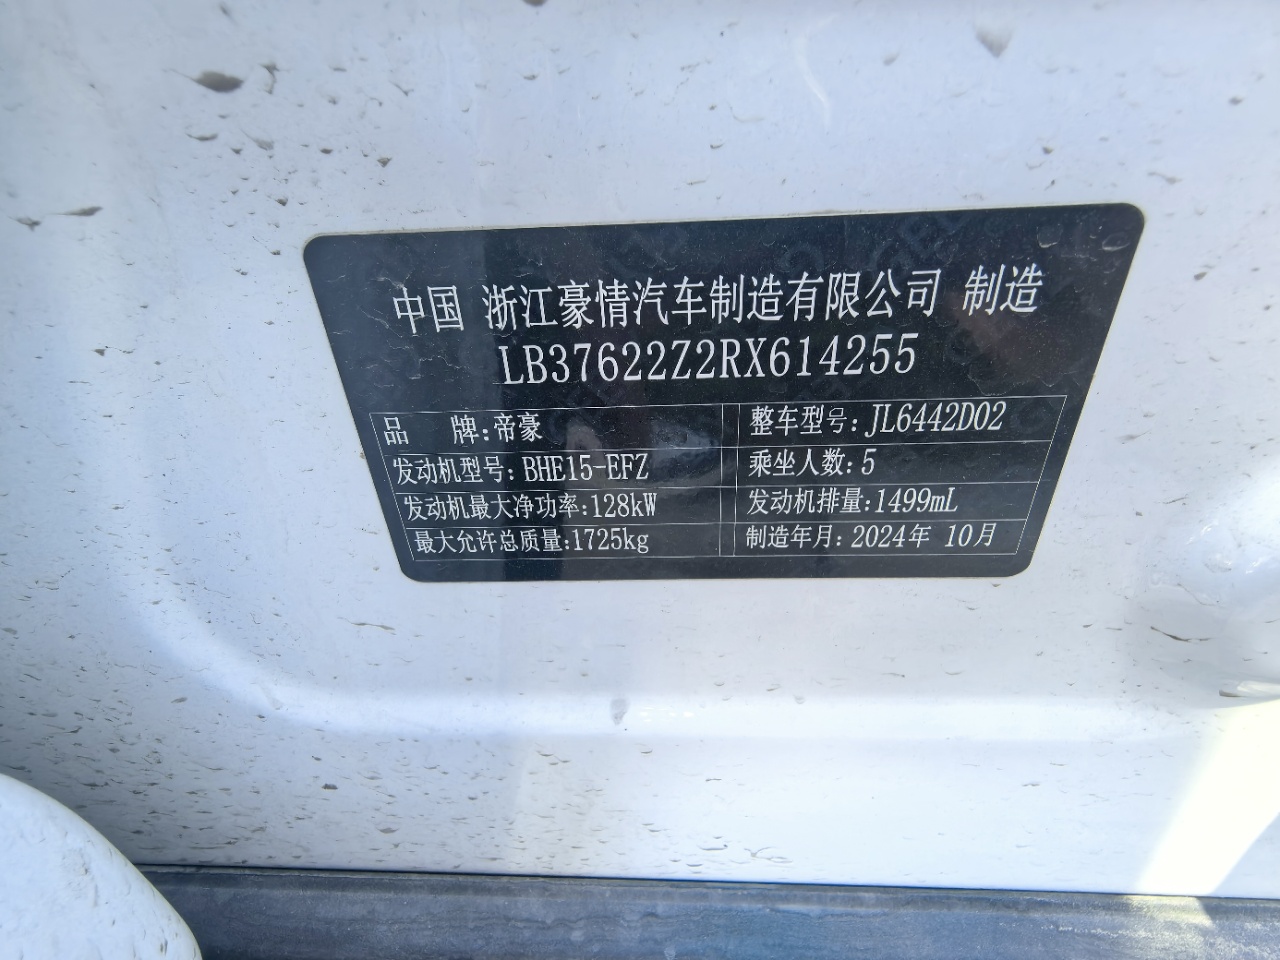 中国 浙江豪情汽车制造有限公司 制造
LB37622Z2RX614255
品 牌:帝豪 整车型号:JL6442D02
发动机型号:BHE15-EFZ 乘坐人数:5
发动机最大净功率:128kW 发动机排量:1499mL
最大允许总质量:1725kg 制造年月:2024年 10月